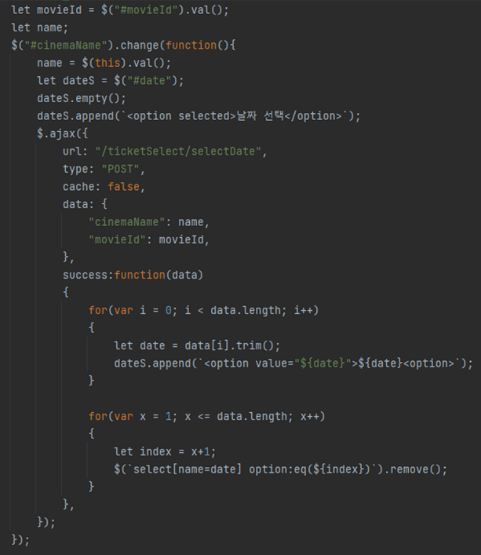 let movieId = $("#movieId").val();
let name;
$("#cinemaName").change(function(){
    name = $(this).val();
    let dateS = $("#date");
    dateS.empty();
    dateS.append(`<option selected>날짜 선택</option>`);
    $.ajax({
        url: "/ticketSelect/selectDate",
        type: "POST",
        cache: false,
        data: {
            "cinemaName": name,
            "movieId": movieId,
        },
        success:function(data)
        {
            for(var i = 0; i < data.length; i++)
            {
                let date = data[i].trim();
                dateS.append(`<option value="${date}">${date}<option>`);
            }

            for(var x = 1; x <= data.length; x++)
            {
                let index = x+1;
                $(`select[name=date] option:eq(${index})`).remove();
            }
        },
    });
});